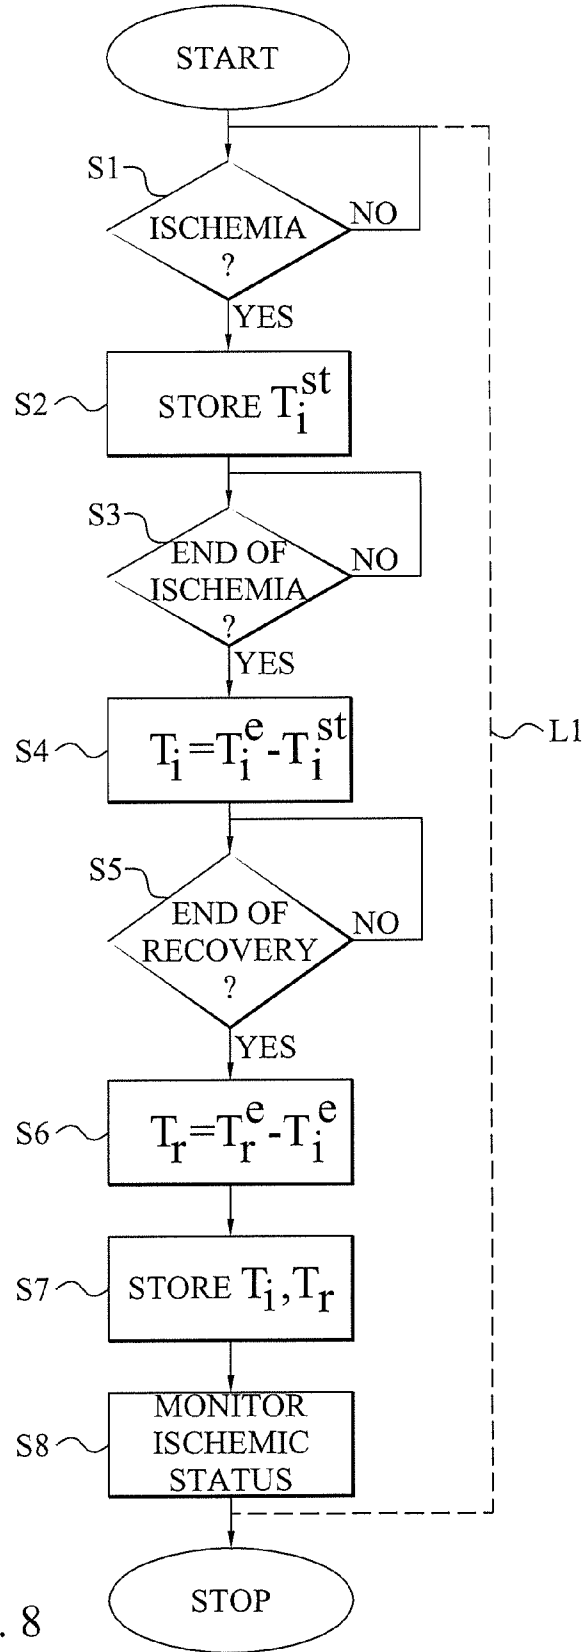 START
S1
ISCHEMIA
?
NO
YES
S2
STORE T_i^st
S3
END OF
ISCHEMIA
?
NO
YES
S4
T_i=T_i^e-T_i^st
L1
S5
END OF
RECOVERY
?
NO
YES
S6
T_r=T_r^e-T_i^e
S7
STORE T_i,T_r
S8
MONITOR
ISCHEMIC
STATUS
STOP
. 8